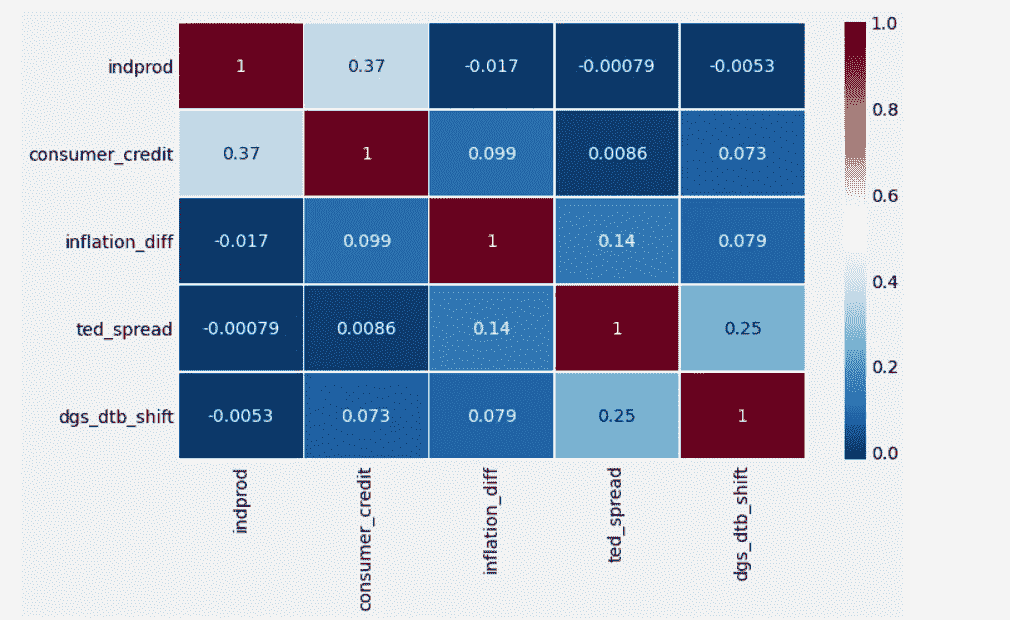 indprod 1 0.37 -0.017 -0.00079 -0.0053
consumer_credit 0.37 1 0.099 0.0086 0.073
inflation_diff -0.017 0.099 1 0.14 0.079
ted_spread -0.00079 0.0086 0.14 1 0.25
dgs_dtb_shift -0.0053 0.073 0.079 0.25 1
indprod
consumer_credit
inflation_diff
ted_spread
dgs_dtb_shift
1.0
0.8
0.6
0.4
0.2
0.0